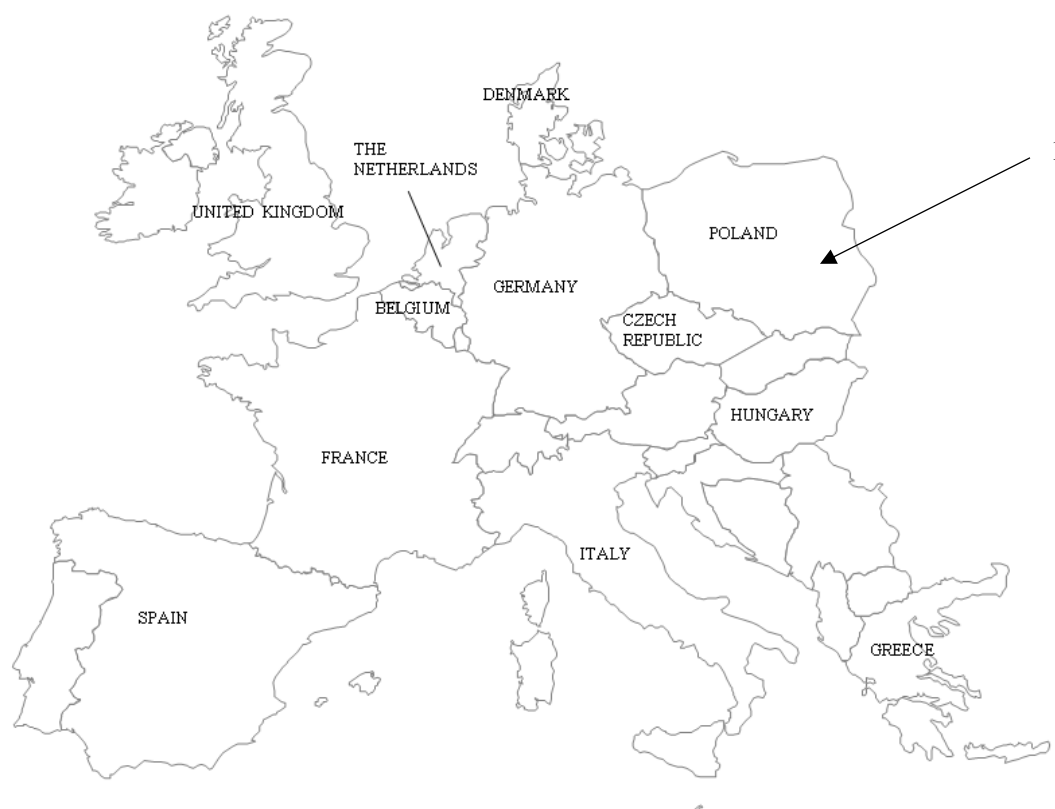 DENMARK
THE
NETHERLANDS
UNITED KINGDOM
POLAND
GERMANY
BELGIUM
CZECH
REPUBLIC
HUNGARY
FRANCE
ITALY
SPAIN
GREECE